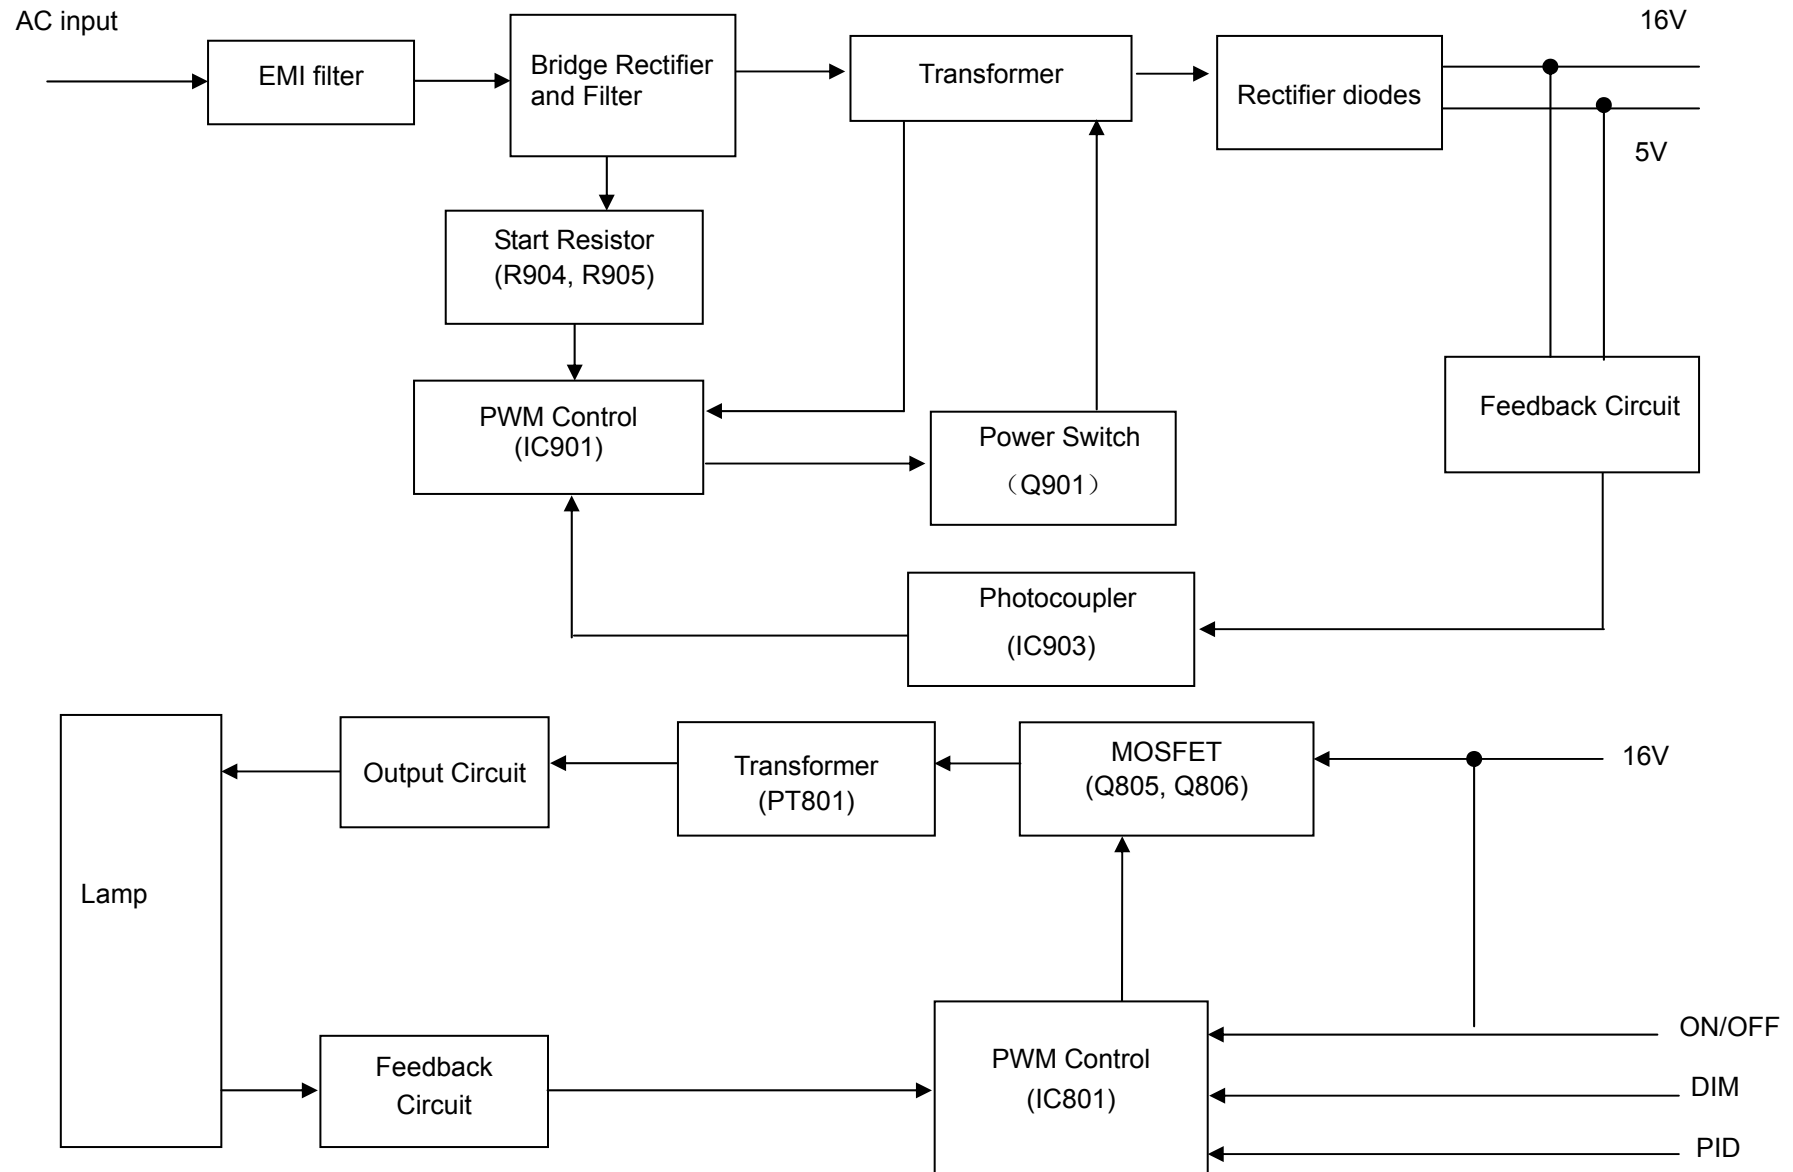 AC input
16V
EMI filter
Bridge Rectifier
and Filter
Transformer
Rectifier diodes
5V
Start Resistor
(R904, R905)
PWM Control
(IC901)
Power Switch
（Q901）
Feedback Circuit
Photocoupler
(IC903)
Lamp
Output Circuit
Transformer
(PT801)
MOSFET
(Q805, Q806)
16V
Feedback
Circuit
PWM Control
(IC801)
ON/OFF
DIM
PID